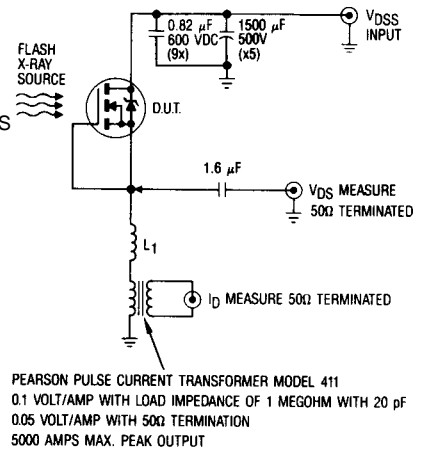 0.82 µF
600 VDC
(9x)
1500 µF
500V
(x5)
VDSS
INPUT
FLASH
X-RAY
SOURCE
S
D.U.T.
1.6 µF
VDS MEASURE
50Ω TERMINATED
L1
ID MEASURE 50Ω TERMINATED
PEARSON PULSE CURRENT TRANSFORMER MODEL 411
0.1 VOLT/AMP WITH LOAD IMPEDANCE OF 1 MEGOHM WITH 20 pF
0.05 VOLT/AMP WITH 50Ω TERMINATION
5000 AMPS MAX. PEAK OUTPUT